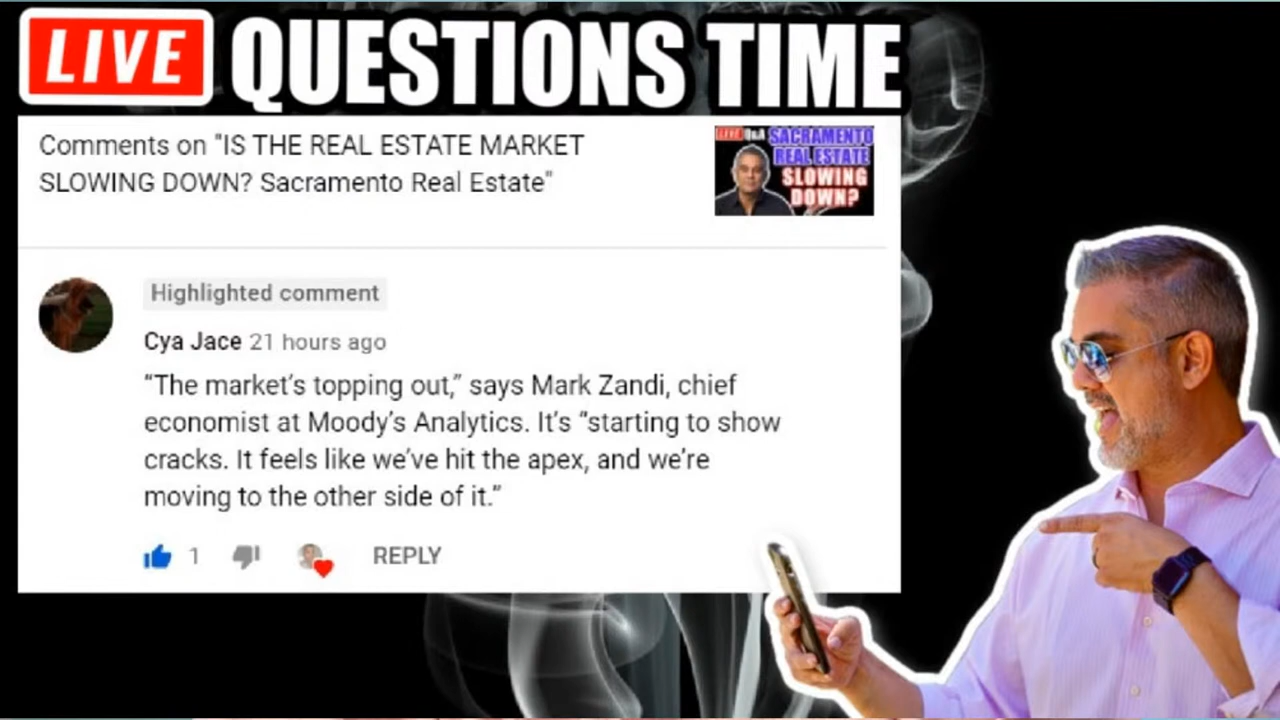 LIVE QUESTIONS TIME
Comments on "IS THE REAL ESTATE MARKET
SLOWING DOWN? Sacramento Real Estate"
LIVE Q&A SACRAMENTO
REAL ESTATE
SLOWING
DOWN?
Highlighted comment
Cya Jace 21 hours ago
“The market’s topping out,” says Mark Zandi, chief
economist at Moody’s Analytics. It’s “starting to show
cracks. It feels like we’ve hit the apex, and we’re
moving to the other side of it.”
1 REPLY